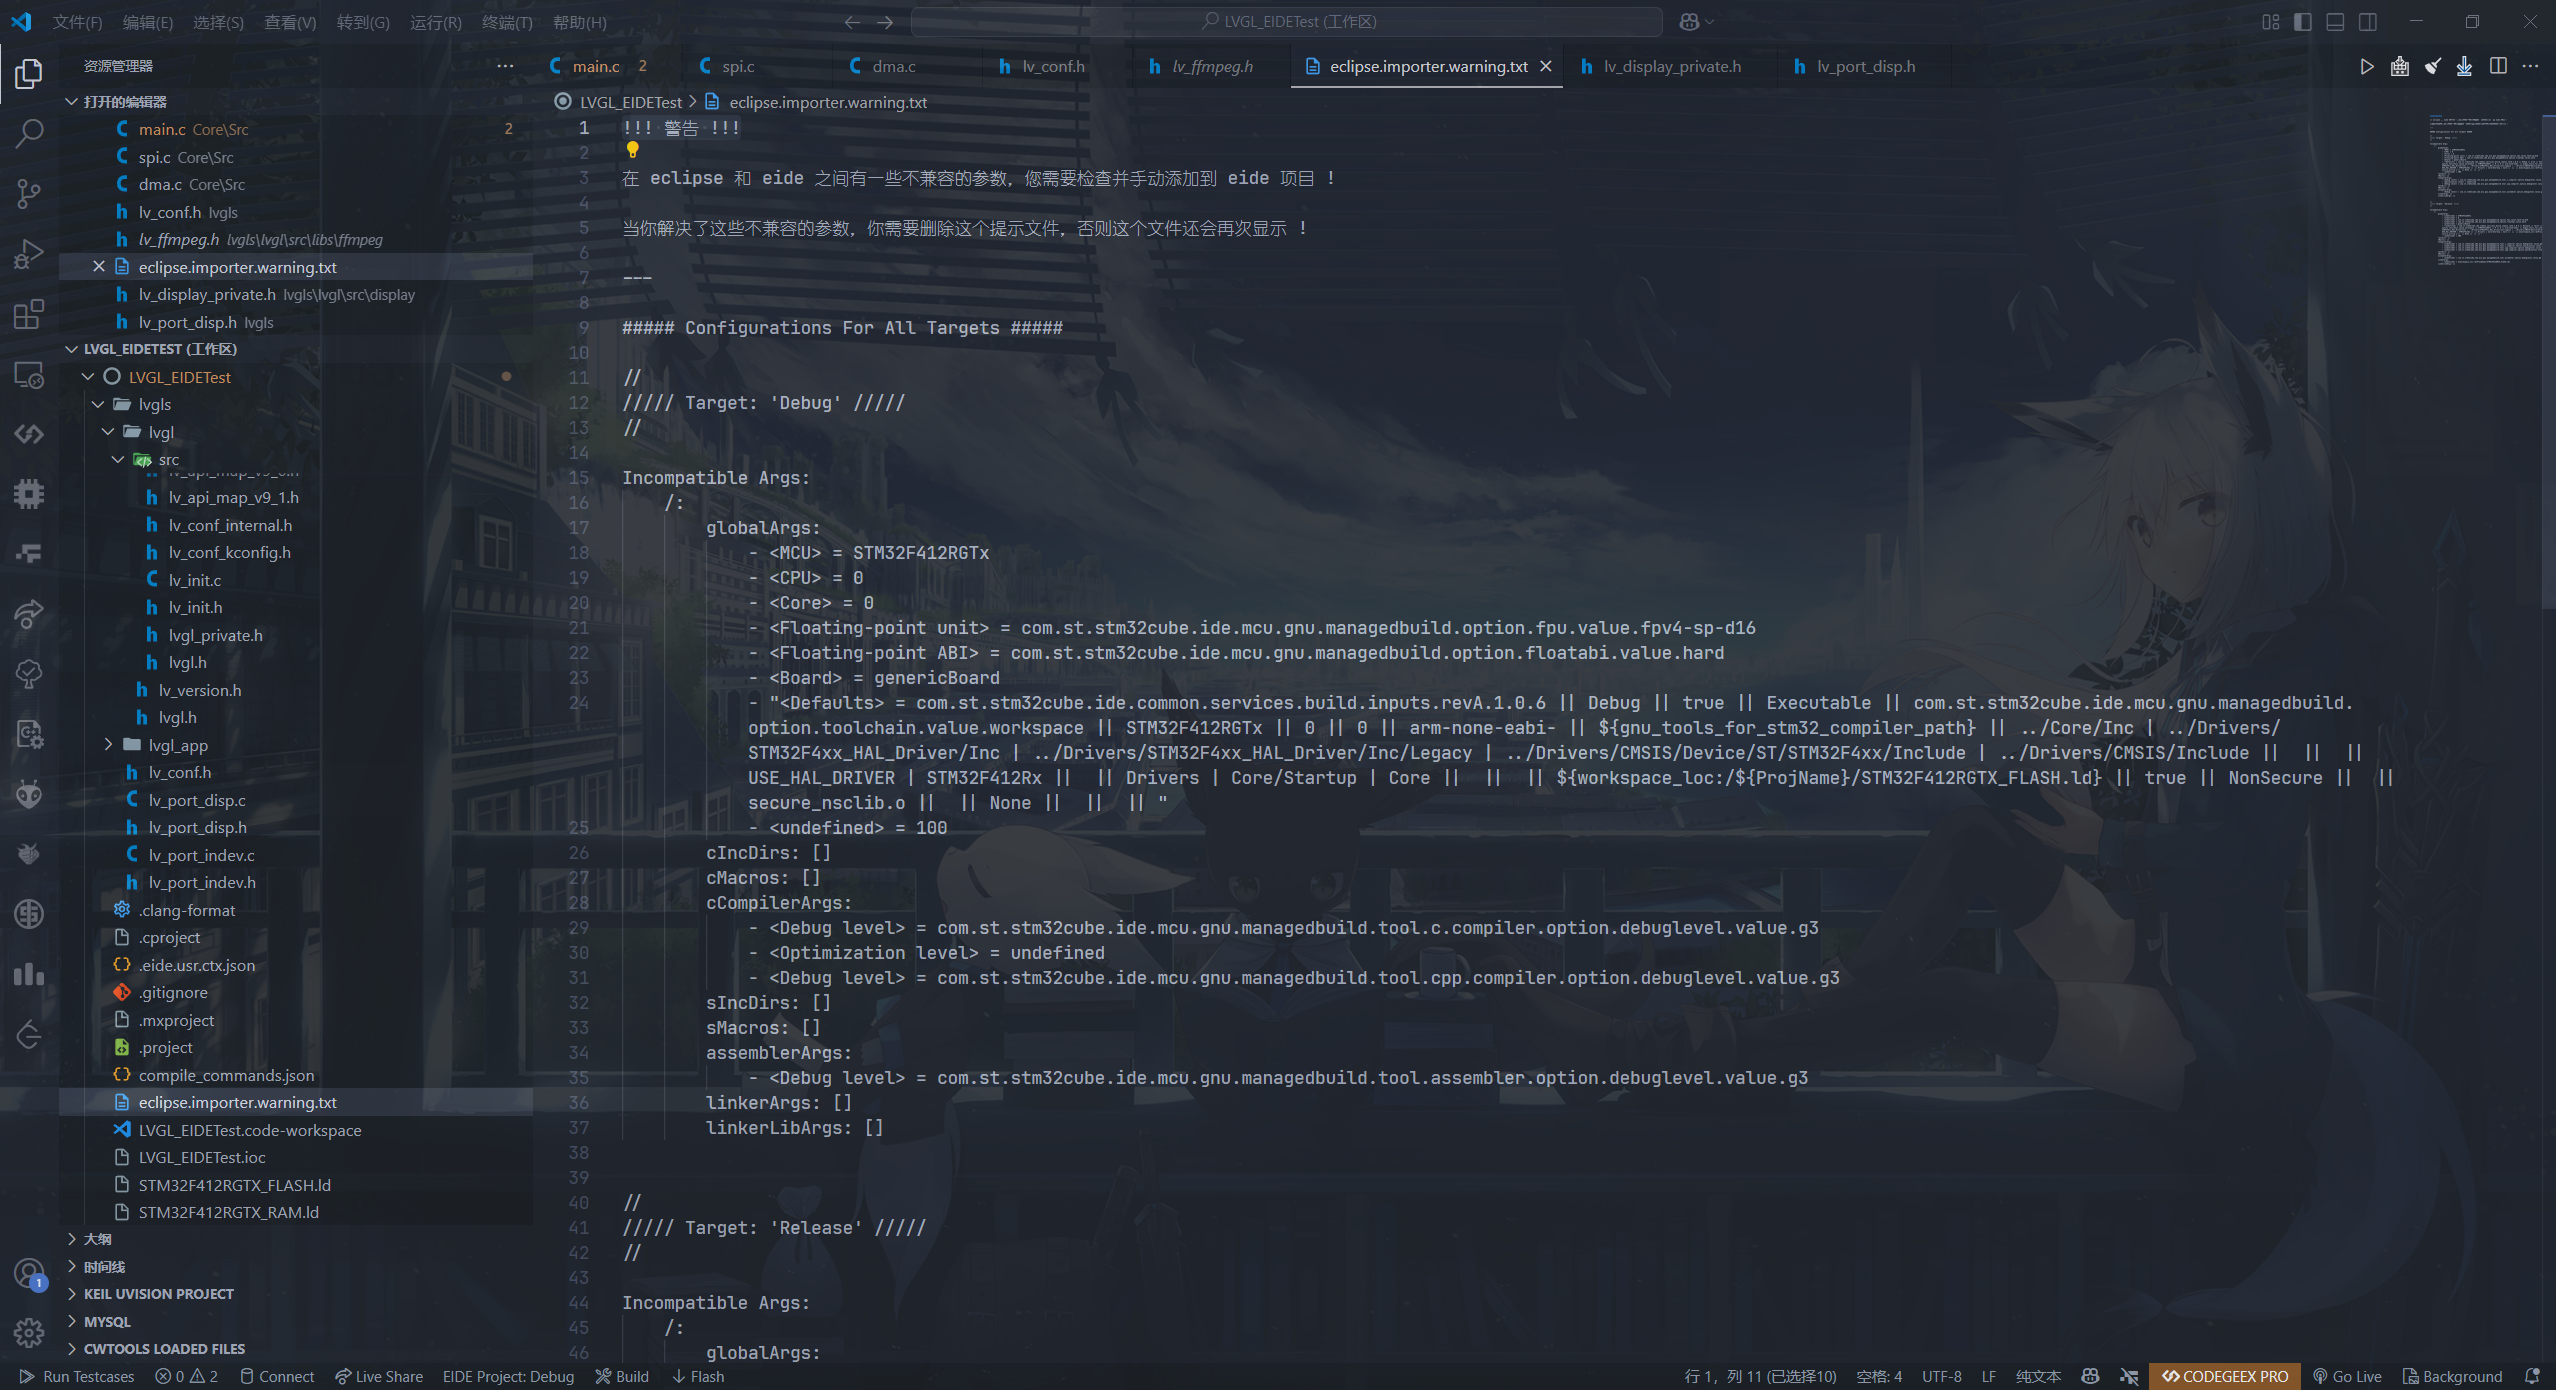 文件(F) 编辑(E) 选择(S) 查看(V) 转到(G) 运行(R) 终端(T) 帮助(H) LVGL_EIDETest (工作区)
资源管理器
main.c 2 spi.c dma.c lv_conf.h lv_ffmpeg.h eclipse.importer.warning.txt lv_display_private.h lv_port_disp.h
打开的编辑器
main.c Core\Src 2
spi.c Core\Src
dma.c Core\Src
lv_conf.h lvgls
lv_ffmpeg.h lvgls\lvgl\src\libs\ffmpeg
eclipse.importer.warning.txt
lv_display_private.h lvgls\lvgl\src\display
lv_port_disp.h lvgls
LVGL_EIDETEST (工作区)
LVGL_EIDETest
lvgls
lvgl
src
lv_api_map_v9_1.h
lv_conf_internal.h
lv_conf_kconfig.h
lv_init.c
lv_init.h
lvgl_private.h
lvgl.h
lv_version.h
lvgl.h
lvgl_app
lv_conf.h
lv_port_disp.c
lv_port_disp.h
lv_port_indev.c
lv_port_indev.h
.clang-format
.cproject
.eide.usr.ctx.json
.gitignore
.mxproject
.project
compile_commands.json
eclipse.importer.warning.txt
LVGL_EIDETest.code-workspace
LVGL_EIDETest.ioc
STM32F412RGTX_FLASH.ld
STM32F412RGTX_RAM.ld
大纲
时间线
KEIL UVISION PROJECT
MYSQL
CWTOOLS LOADED FILES
1
LVGL_EIDETest > eclipse.importer.warning.txt
1 !!! 警告 !!!
2
3 在 eclipse 和 eide 之间有一些不兼容的参数，您需要检查并手动添加到 eide 项目 !
4
5 当你解决了这些不兼容的参数，你需要删除这个提示文件，否则这个文件还会再次显示 !
6
7 ---
8
9 ##### Configurations For All Targets #####
10
11 //
12 ///// Target: 'Debug' /////
13 //
14
15 Incompatible Args:
16 /:
17 globalArgs:
18 - <MCU> = STM32F412RGTx
19 - <CPU> = 0
20 - <Core> = 0
21 - <Floating-point unit> = com.st.stm32cube.ide.mcu.gnu.managedbuild.option.fpu.value.fpv4-sp-d16
22 - <Floating-point ABI> = com.st.stm32cube.ide.mcu.gnu.managedbuild.option.floatabi.value.hard
23 - <Board> = genericBoard
24 - "<Defaults> = com.st.stm32cube.ide.common.services.build.inputs.revA.1.0.6 || Debug || true || Executable || com.st.stm32cube.ide.mcu.gnu.managedbuild.
option.toolchain.value.workspace || STM32F412RGTx || 0 || 0 || arm-none-eabi- || ${gnu_tools_for_stm32_compiler_path} || ../Core/Inc | ../Drivers/
STM32F4xx_HAL_Driver/Inc | ../Drivers/STM32F4xx_HAL_Driver/Inc/Legacy | ../Drivers/CMSIS/Device/ST/STM32F4xx/Include | ../Drivers/CMSIS/Include || || ||
USE_HAL_DRIVER | STM32F412Rx || || Drivers | Core/Startup | Core || || || ${workspace_loc:/${ProjName}/STM32F412RGTX_FLASH.ld} || true || NonSecure || ||
secure_nsclib.o || || None || || || "
25 - <undefined> = 100
26 cIncDirs: []
27 cMacros: []
28 cCompilerArgs:
29 - <Debug level> = com.st.stm32cube.ide.mcu.gnu.managedbuild.tool.c.compiler.option.debuglevel.value.g3
30 - <Optimization level> = undefined
31 - <Debug level> = com.st.stm32cube.ide.mcu.gnu.managedbuild.tool.cpp.compiler.option.debuglevel.value.g3
32 sIncDirs: []
33 sMacros: []
34 assemblerArgs:
35 - <Debug level> = com.st.stm32cube.ide.mcu.gnu.managedbuild.tool.assembler.option.debuglevel.value.g3
36 linkerArgs: []
37 linkerLibArgs: []
38
39
40 //
41 ///// Target: 'Release' /////
42 //
43
44 Incompatible Args:
45 /:
46 globalArgs:
Run Testcases 0 2 Connect Live Share EIDE Project: Debug Build Flash 行 1，列 11 (已选择10) 空格: 4 UTF-8 LF 纯文本 CODEGEEX PRO Go Live Background